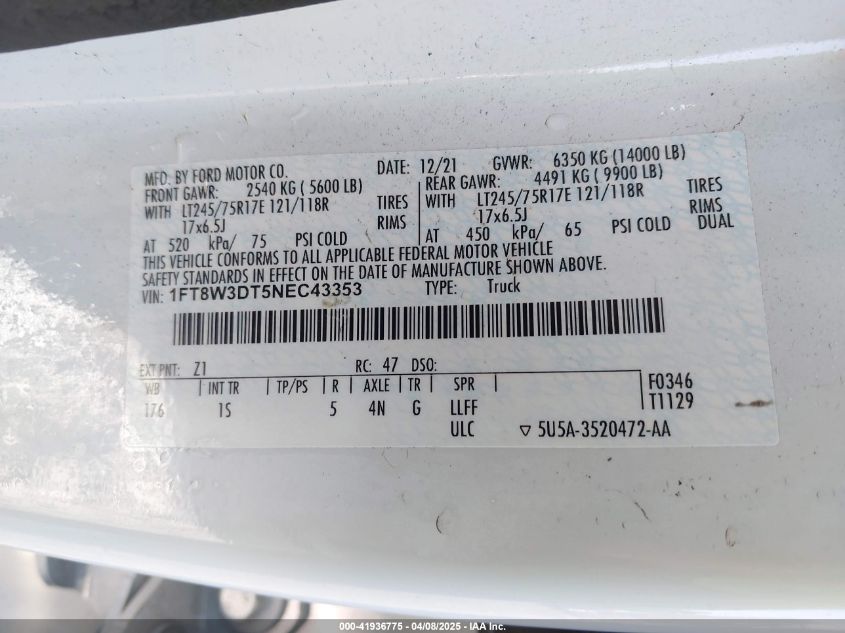 MFD. BY FORD MOTOR CO. DATE: 12/21 GVWR: 6350 KG (14000 LB)
FRONT GAWR: 2540 KG ( 5600 LB) REAR GAWR: 4491 KG ( 9900 LB)
WITH LT245/75R17E 121/118R TIRES WITH LT245/75R17E 121/118R TIRES
17x6.5J RIMS 17x6.5J RIMS
AT 520 kPa/ 75 PSI COLD AT 450 kPa/ 65 PSI COLD DUAL
THIS VEHICLE CONFORMS TO ALL APPLICABLE FEDERAL MOTOR VEHICLE
SAFETY STANDARDS IN EFFECT ON THE DATE OF MANUFACTURE SHOWN ABOVE.
VIN: 1FT8W3DT5NEC43353 TYPE: Truck
EXT PNT: Z1 RC: 47 DSO:
WB INT TR TP/PS R AXLE TR SPR F0346
176 1S 5 4N G LLFF T1129
ULC ▽ 5U5A-3520472-AA
000-41936775 - 04/08/2025 - IAA Inc.